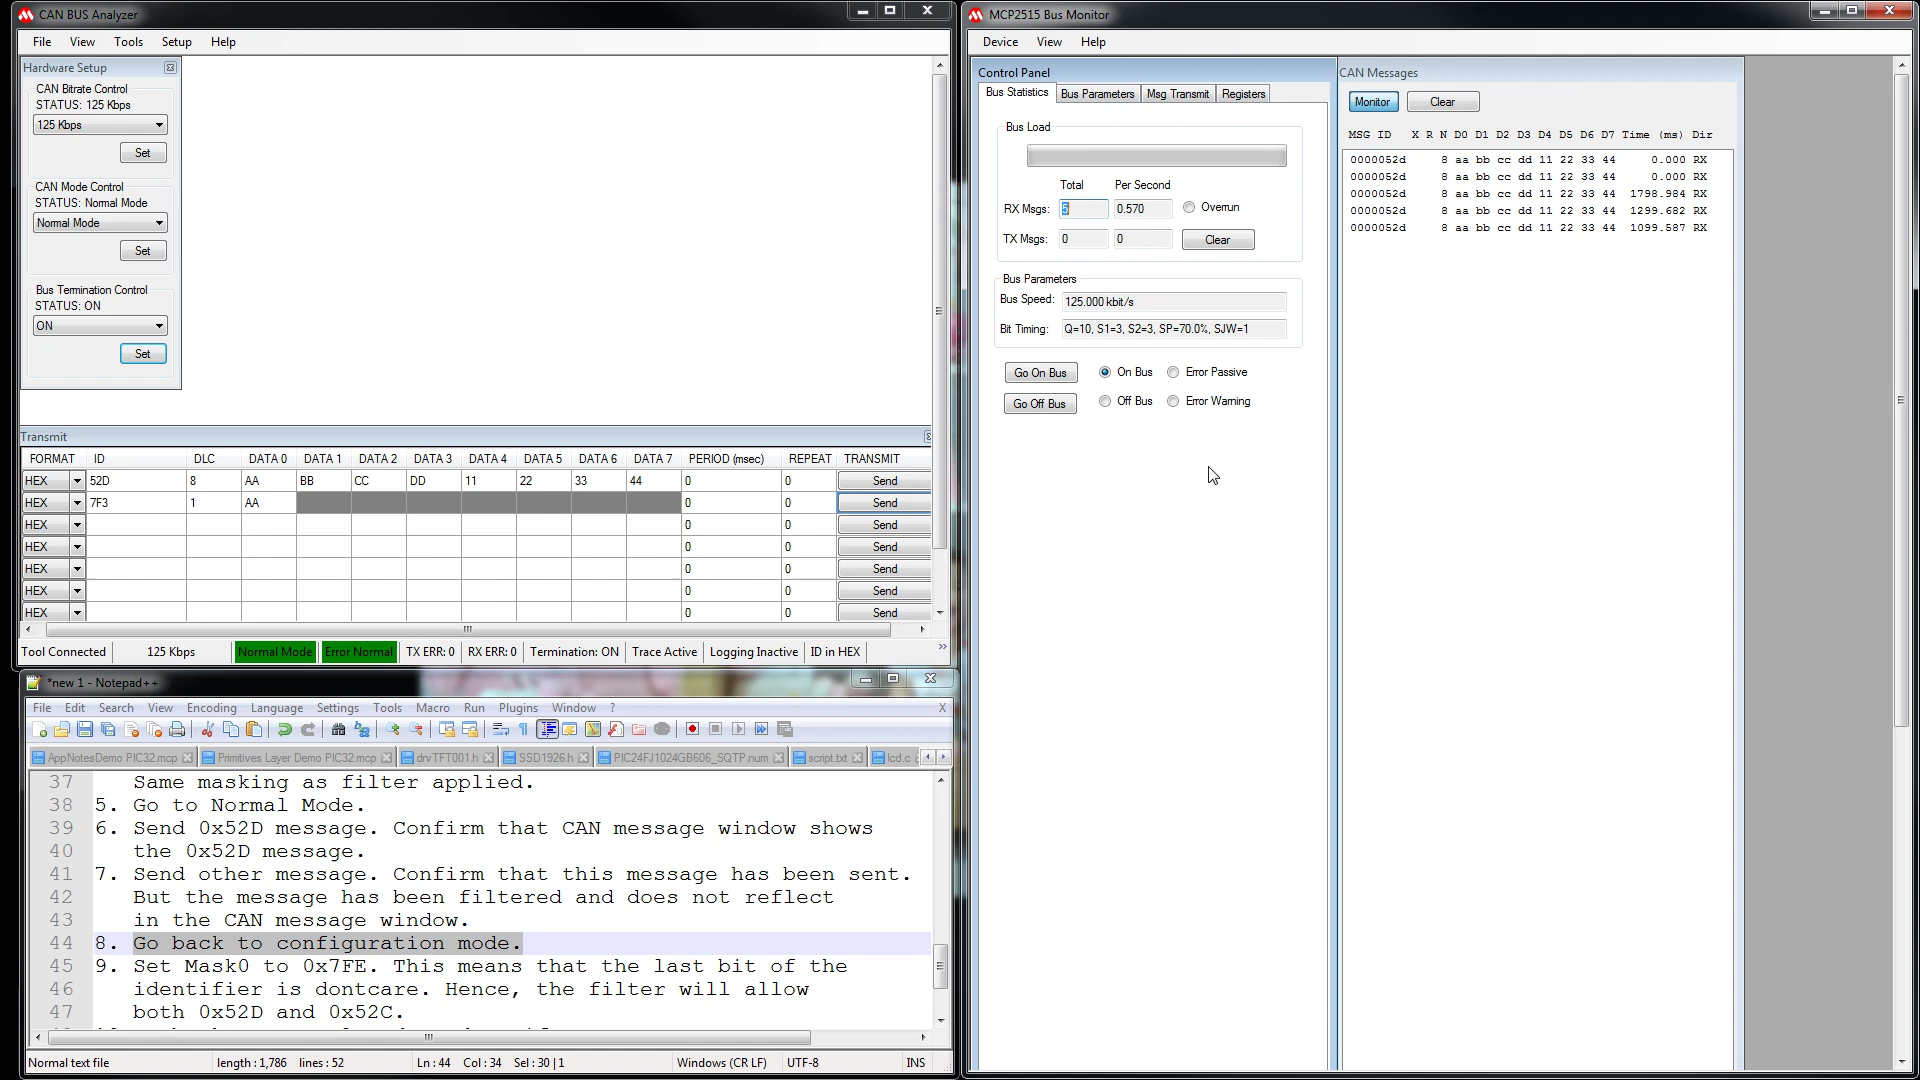 CAN BUS Analyzer
File View Tools Setup Help
Hardware Setup
CAN Bitrate Control
STATUS: 125 Kbps
125 Kbps
Set
CAN Mode Control
STATUS: Normal Mode
Normal Mode
Set
Bus Termination Control
STATUS: ON
ON
Set
Transmit
FORMAT ID DLC DATA 0 DATA 1 DATA 2 DATA 3 DATA 4 DATA 5 DATA 6 DATA 7 PERIOD (msec) REPEAT TRANSMIT
HEX 52D 8 AA BB CC DD 11 22 33 44 0 0 Send
HEX 7F3 1 AA 0 0 Send
HEX 0 0 Send
HEX 0 0 Send
HEX 0 0 Send
HEX 0 0 Send
HEX 0 0 Send
Tool Connected 125 Kbps Normal Mode Error Normal TX ERR: 0 RX ERR: 0 Termination: ON Trace Active Logging Inactive ID in HEX »
*new 1 - Notepad++
File Edit Search View Encoding Language Settings Tools Macro Run Plugins Window ? X
AppNotesDemo PIC32.mcp Primitives Layer Demo PIC32.mcp drvTFT001.h SSD1926.h PIC24FJ1024GB606_SQTP.num script.txt lcd.c
37 Same masking as filter applied.
38 5. Go to Normal Mode.
39 6. Send 0x52D message. Confirm that CAN message window shows
40 the 0x52D message.
41 7. Send other message. Confirm that this message has been sent.
42 But the message has been filtered and does not reflect
43 in the CAN message window.
44 8. Go back to configuration mode.
45 9. Set Mask0 to 0x7FE. This means that the last bit of the
46 identifier is dontcare. Hence, the filter will allow
47 both 0x52D and 0x52C.
Normal text file length : 1,786 lines : 52 Ln : 44 Col : 34 Sel : 30 | 1 Windows (CR LF) UTF-8 INS
MCP2515 Bus Monitor
Device View Help
Control Panel
Bus Statistics Bus Parameters Msg Transmit Registers
Bus Load
Total Per Second
RX Msgs: 5 0.570 Overrun
TX Msgs: 0 0 Clear
Bus Parameters
Bus Speed: 125.000 kbit/s
Bit Timing: Q=10, S1=3, S2=3, SP=70.0%, SJW=1
Go On Bus On Bus Error Passive
Go Off Bus Off Bus Error Warning
CAN Messages
Monitor Clear
MSG ID X R N D0 D1 D2 D3 D4 D5 D6 D7 Time (ms) Dir
0000052d 8 aa bb cc dd 11 22 33 44 0.000 RX
0000052d 8 aa bb cc dd 11 22 33 44 0.000 RX
0000052d 8 aa bb cc dd 11 22 33 44 1798.984 RX
0000052d 8 aa bb cc dd 11 22 33 44 1299.682 RX
0000052d 8 aa bb cc dd 11 22 33 44 1099.587 RX